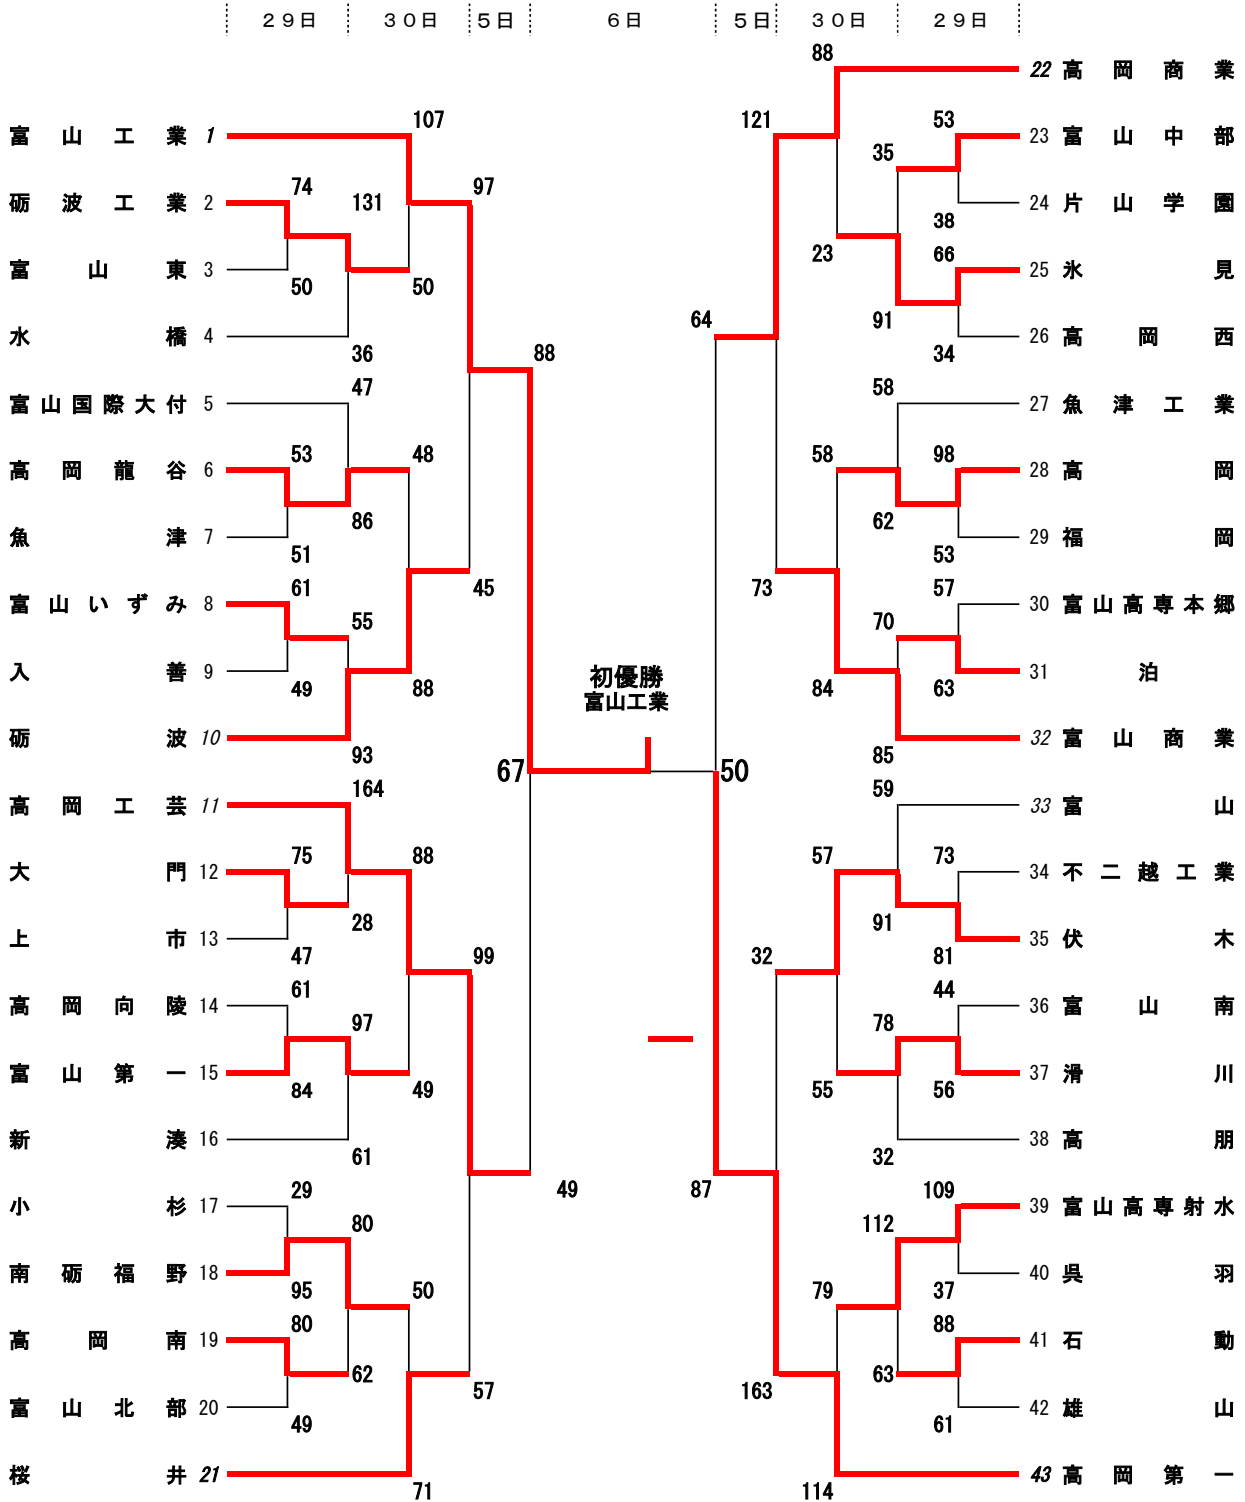 29日 30日 5日 6日 5日 30日 29日
富山工業 1
砺波工業 2
富山東 3
水橋 4
富山国際大付 5
高岡龍谷 6
魚津 7
富山いずみ 8
入善 9
砺波 10
高岡工芸 11
大門 12
上市 13
高岡向陵 14
富山第一 15
新湊 16
小杉 17
南砺福野 18
高岡南 19
富山北部 20
桜井 21
74
50
53
51
61
49
75
47
61
84
29
95
80
49
131
36
47
86
55
93
164
28
97
61
80
62
107
50
48
88
88
49
50
71
97
45
99
57
88
49
67
初優勝
富山工業
50
64
87
121
73
32
163
88
23
58
84
57
55
79
114
35
91
58
62
70
85
59
91
78
32
112
63
53
38
66
34
98
53
57
63
73
81
44
56
109
37
88
61
22 高岡商業
23 富山中部
24 片山学園
25 氷見
26 高岡西
27 魚津工業
28 高岡
29 福岡
30 富山高専本郷
31 泊
32 富山商業
33 富山
34 不二越工業
35 伏木
36 富山南
37 滑川
38 高朋
39 富山高専射水
40 呉羽
41 石動
42 雄山
43 高岡第一